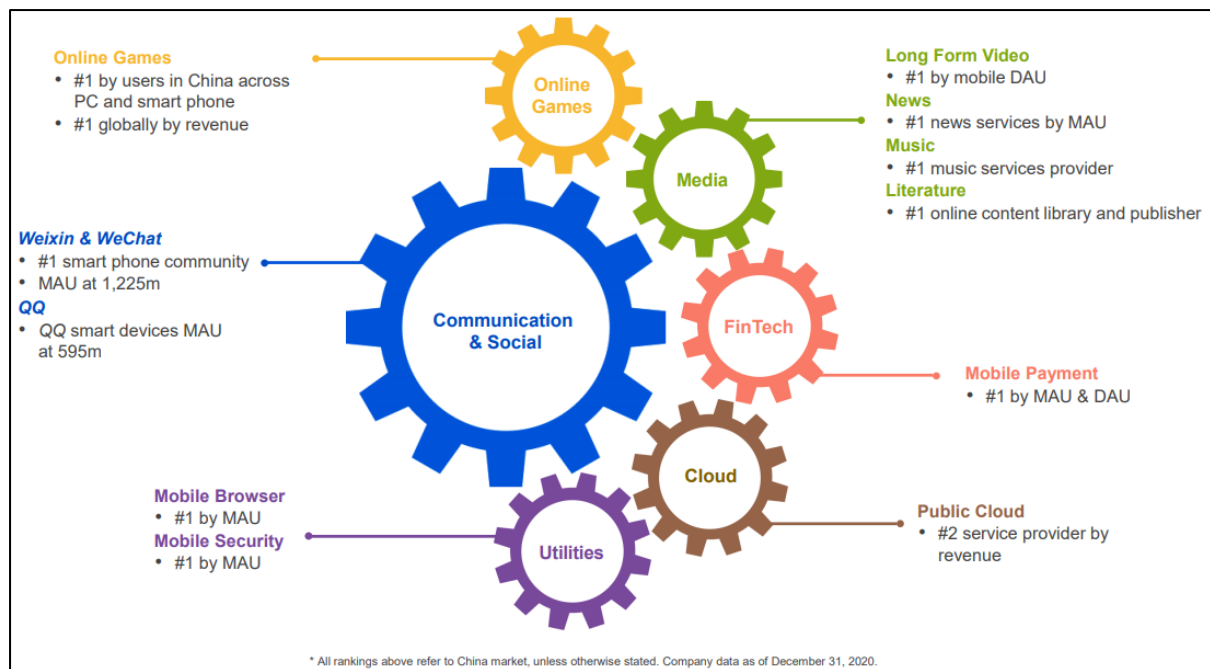 Online Games
• #1 by users in China across
PC and smart phone
• #1 globally by revenue
Online
Games
Long Form Video
• #1 by mobile DAU
News
• #1 news services by MAU
Music
• #1 music services provider
Literature
• #1 online content library and publisher
Media
Weixin & WeChat
• #1 smart phone community
• MAU at 1,225m
QQ
• QQ smart devices MAU
at 595m
Communication
& Social
FinTech
Mobile Payment
• #1 by MAU & DAU
Cloud
Public Cloud
• #2 service provider by
revenue
Mobile Browser
• #1 by MAU
Mobile Security
• #1 by MAU
Utilities
* All rankings above refer to China market, unless otherwise stated. Company data as of December 31, 2020.